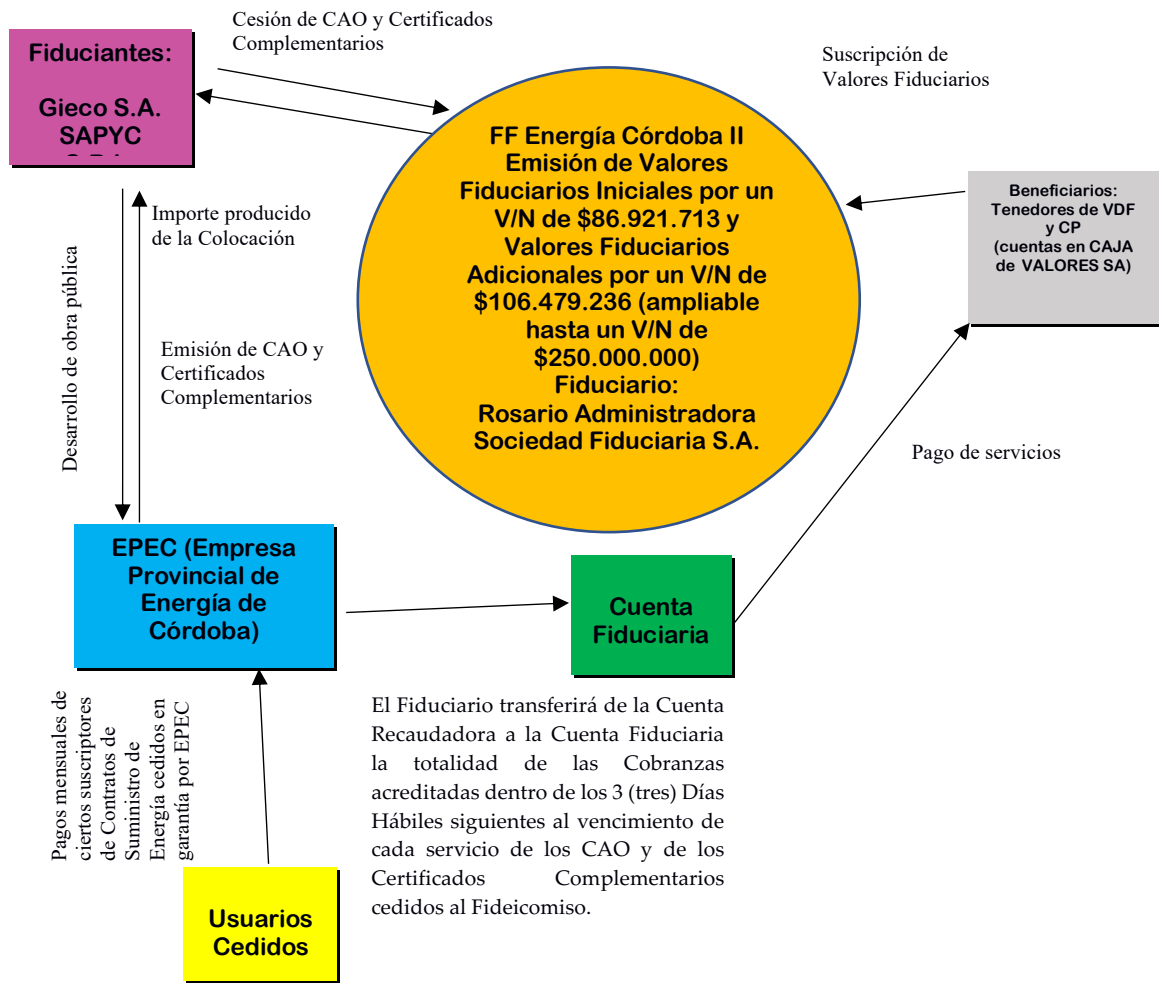 Cesión de CAO y Certificados
Complementarios
Fiduciantes:
Gieco S.A.
SAPYC
Suscripción de
Valores Fiduciarios
FF Energía Córdoba II
Emisión de Valores
Fiduciarios Iniciales por un
V/N de $86.921.713 y
Valores Fiduciarios
Adicionales por un V/N de
$106.479.236 (ampliable
hasta un V/N de
$250.000.000)
Fiduciario:
Rosario Administradora
Sociedad Fiduciaria S.A.
Beneficiarios:
Tenedores de VDF
y CP
(cuentas en CAJA
de VALORES SA)
Importe producido
de la Colocación
Desarrollo de obra pública
Emisión de CAO y
Certificados
Complementarios
Pago de servicios
EPEC (Empresa
Provincial de
Energía de
Córdoba)
Cuenta
Fiduciaria
Pagos mensuales de
ciertos suscriptores
de Contratos de
Suministro de
Energía cedidos en
garantía por EPEC
El Fiduciario transferirá de la Cuenta
Recaudadora a la Cuenta Fiduciaria
la totalidad de las Cobranzas
acreditadas dentro de los 3 (tres) Días
Hábiles siguientes al vencimiento de
cada servicio de los CAO y de los
Certificados Complementarios
cedidos al Fideicomiso.
Usuarios
Cedidos